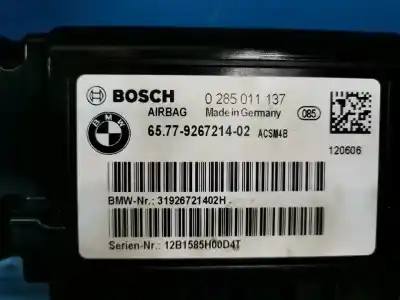 BOSCH 0 285 011 137
AIRBAG Made in Germany 085
BMW 65.77-9267214-02 ACSM4B
120606
BMW-Nr.: 31926721402H
Serien-Nr.: 12B1585H00D4T